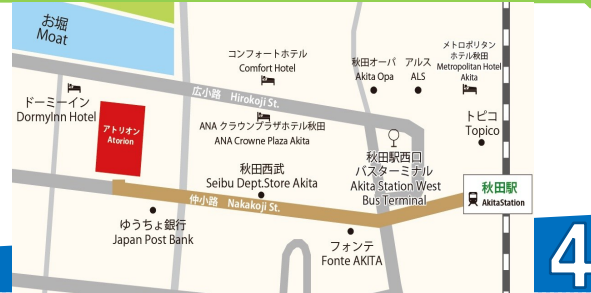 お堀
Moat
コンフォートホテル
Comfort Hotel
秋田オーパ
Akita Opa
アルス
ALS
メトロポリタン
ホテル秋田
Metropolitan Hotel
Akita
ドーミーイン
DormyInn Hotel
アトリオン
Atorion
広小路 Hirokoji St.
ANA クラウンプラザホテル秋田
ANA Crowne Plaza Akita
トピコ
Topico
秋田西武
Seibu Dept.Store Akita
秋田駅西口
バスターミナル
Akita Station West
Bus Terminal
秋田駅
AkitaStation
仲小路 Nakakoji St.
ゆうちょ銀行
Japan Post Bank
フォンテ
Fonte AKITA
4